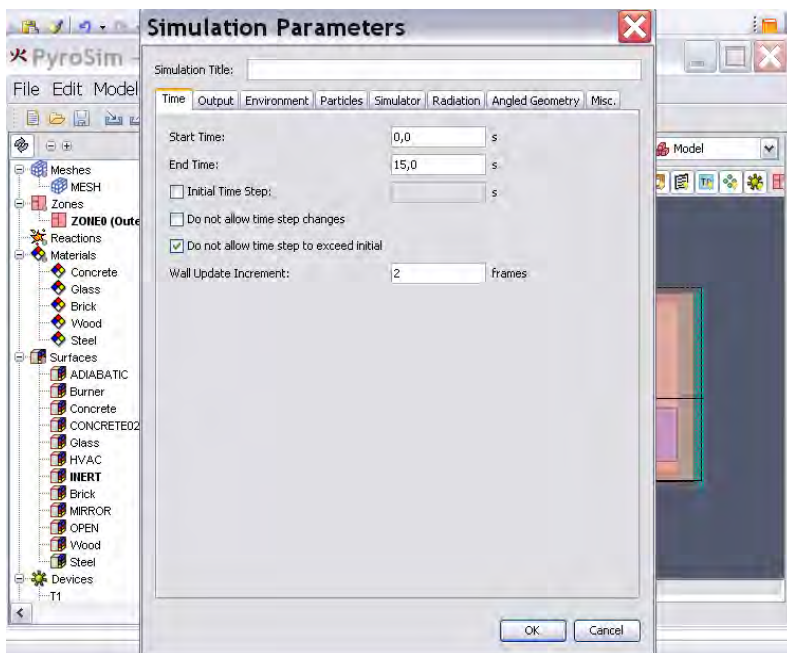 Simulation Parameters
PyroSim -
File Edit Model
Simulation Title:
Time Output Environment Particles Simulator Radiation Angled Geometry Misc.
Start Time: 0,0 s
End Time: 15,0 s
Initial Time Step: s
Do not allow time step changes
Do not allow time step to exceed initial
Wall Update Increment: 2 frames
OK Cancel
Meshes
MESH
Zones
ZONE0 (Oute
Reactions
Materials
Concrete
Glass
Brick
Wood
Steel
Surfaces
ADIABATIC
Burner
Concrete
CONCRETE02
Glass
HVAC
INERT
Brick
MIRROR
OPEN
Wood
Steel
Devices
T1
Model